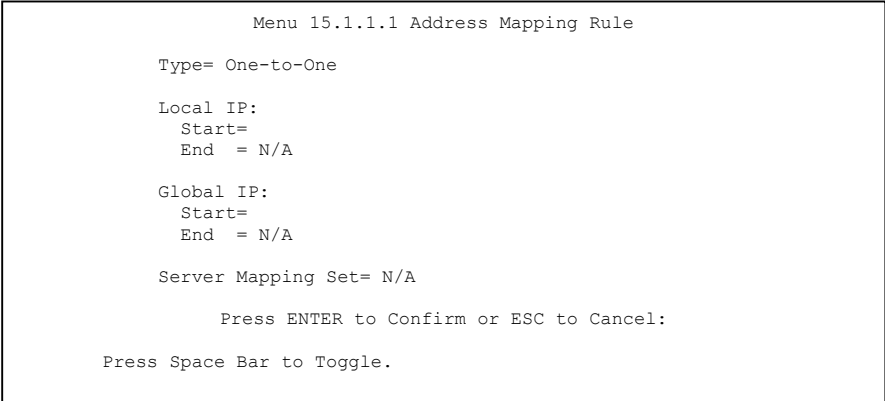 Menu 15.1.1.1 Address Mapping Rule
Type= One-to-One
Local IP:
Start=
End  = N/A
Global IP:
Start=
End  = N/A
Server Mapping Set= N/A
Press ENTER to Confirm or ESC to Cancel:
Press Space Bar to Toggle.